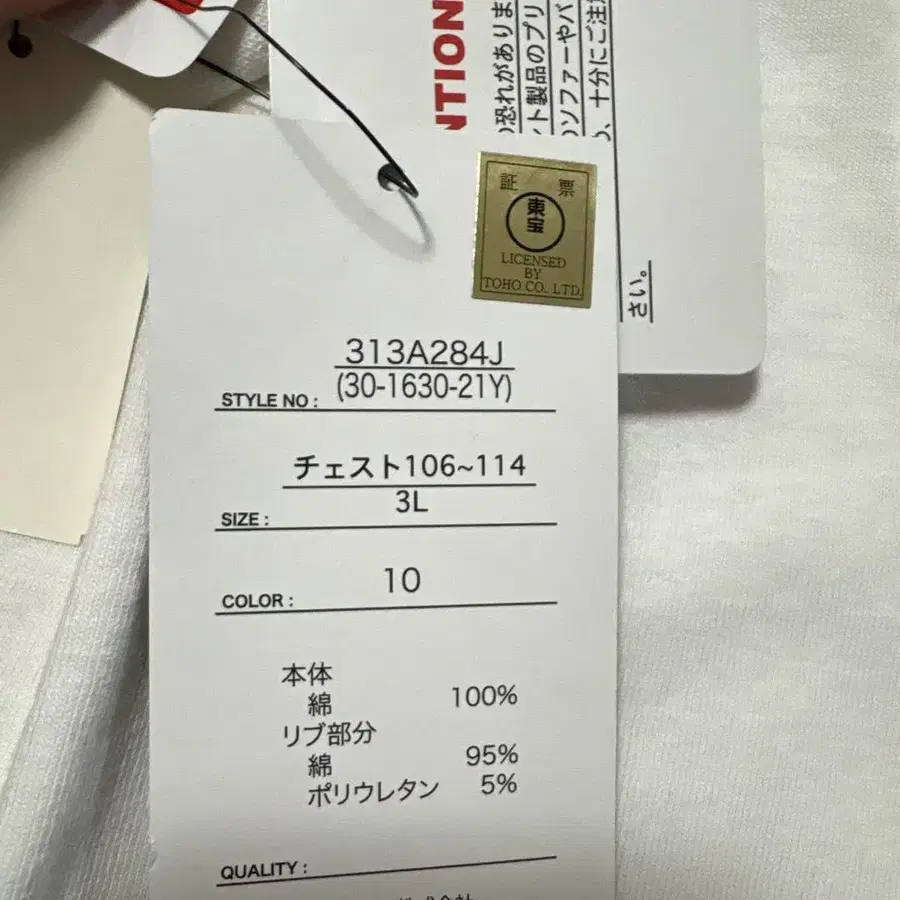 NTION
恐れがありま
ト製品のプリ
ソファーやバ
、十分にご注
さい。
証 票
東宝
LICENSED
BY
TOHO CO., LTD.
313A284J
STYLE NO : (30-1630-21Y)
チェスト106~114
SIZE : 3L
COLOR : 10
本体
綿 100%
リブ部分
綿 95%
ポリウレタン 5%
QUALITY :